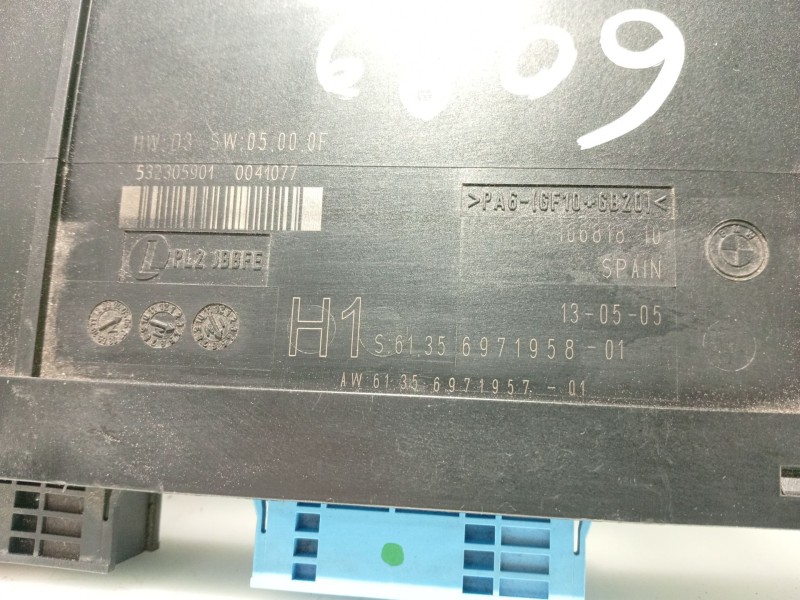 6009
HW:03 SW:05.00.0F
532305901 0041077
>PA6-(GF10+GB20)<
106818 10
SPAIN
13-05-05
H1 S.61.35 6971958-01
AW 61.35 6971957-01